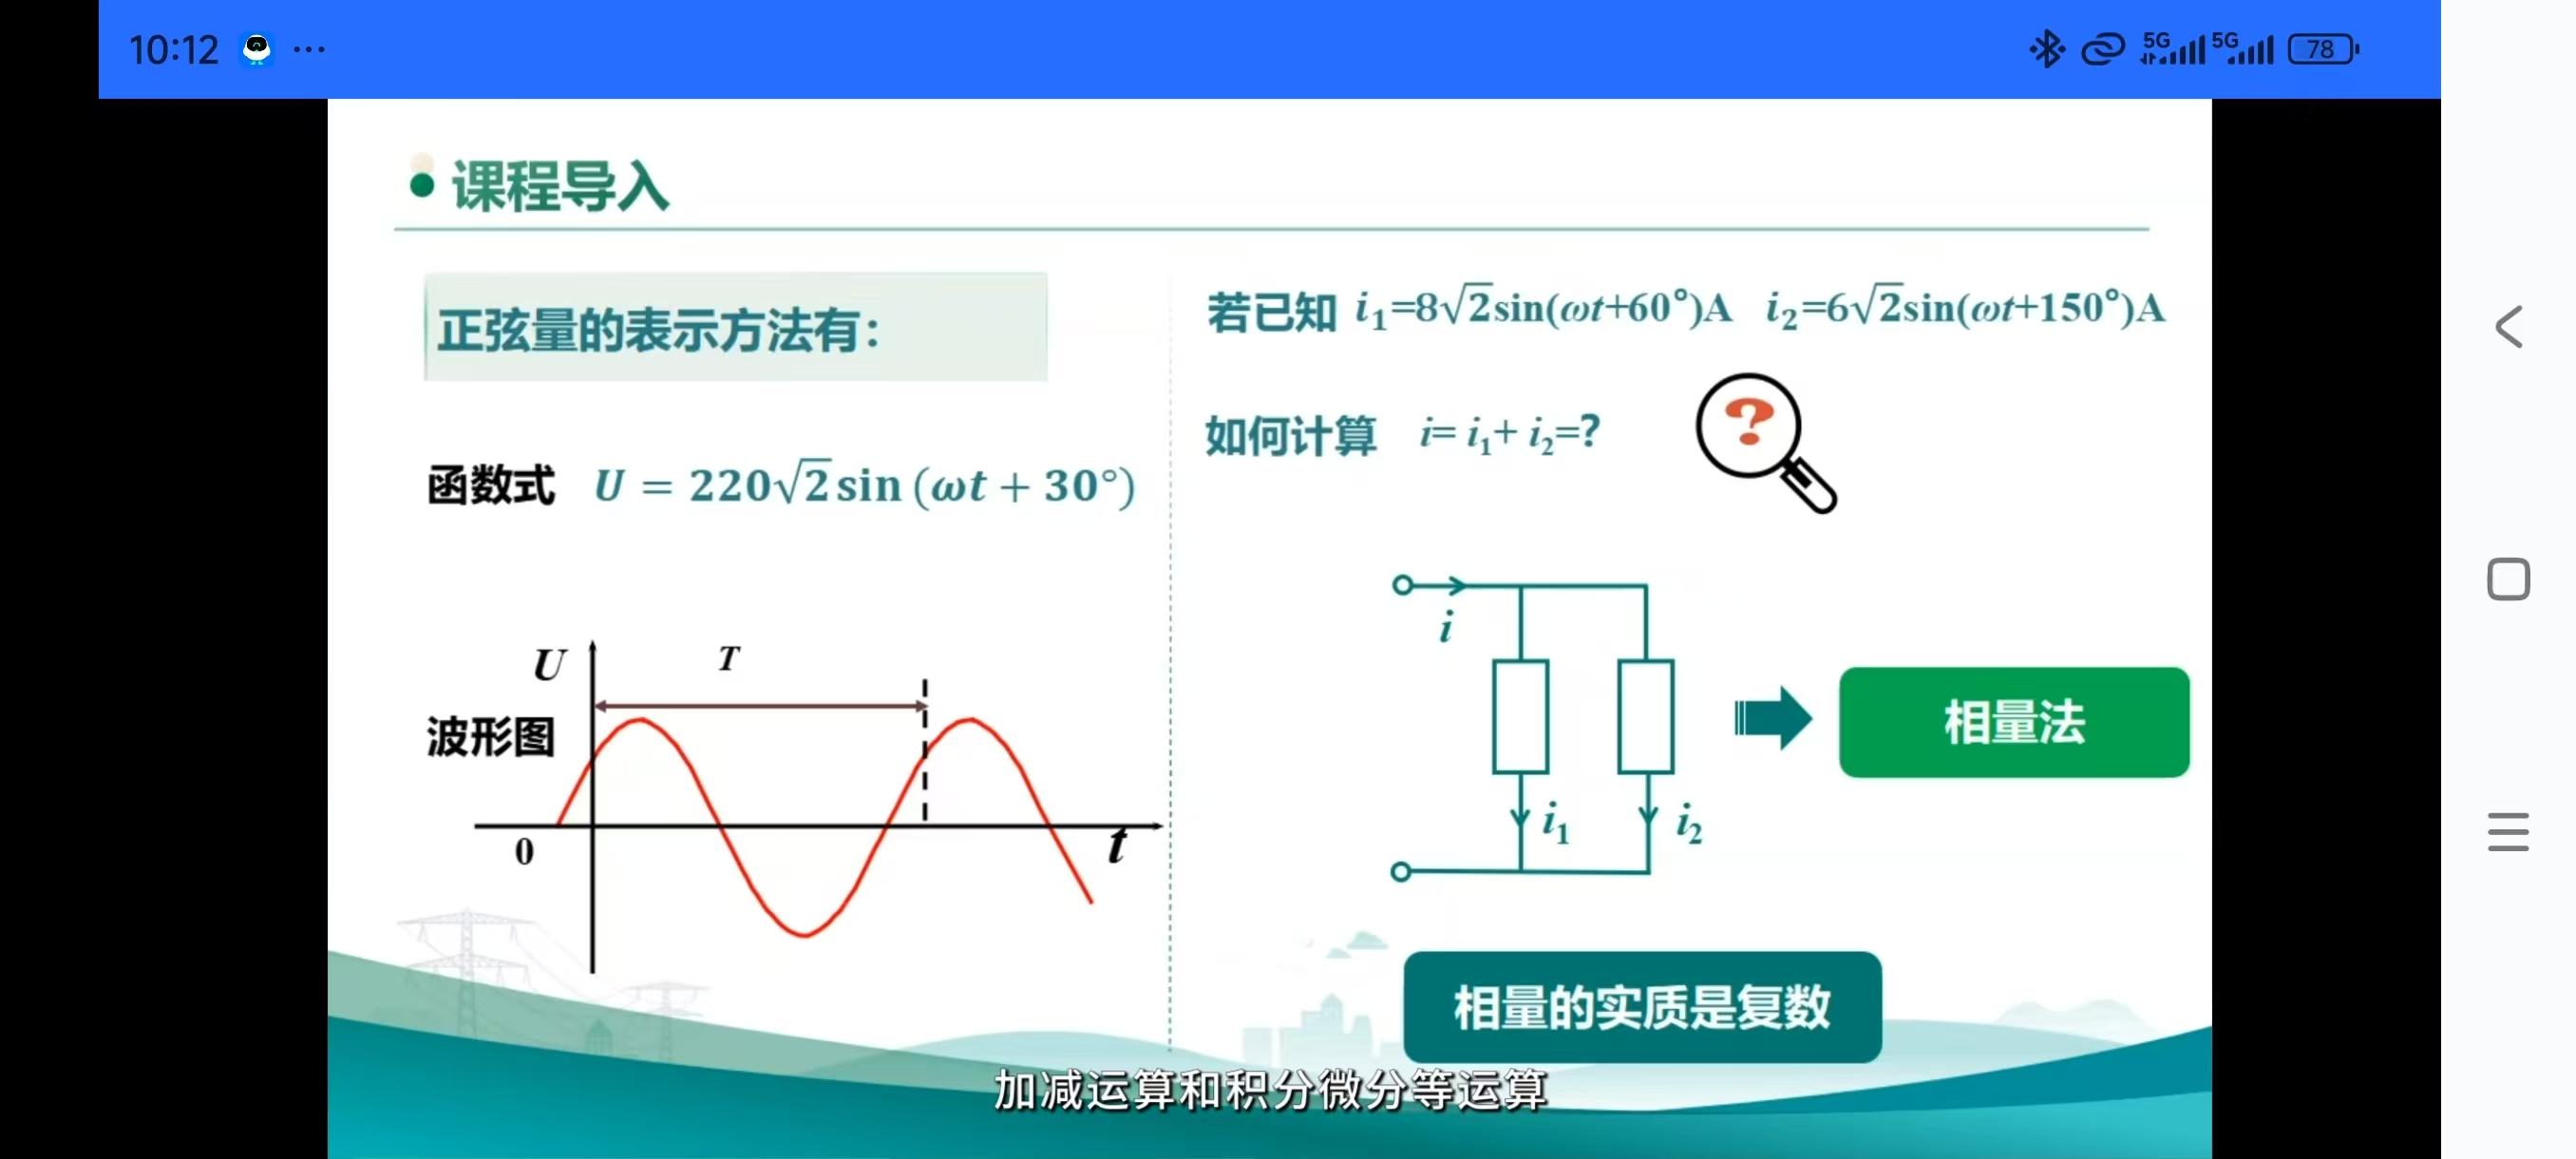 10:12 ...
5G 5G 78
课程导入
正弦量的表示方法有：
函数式 U = 220√2 sin (ωt + 30°)
波形图
U
T
0
t
若已知 i₁=8√2sin(ωt+60°)A i₂=6√2sin(ωt+150°)A
如何计算 i= i₁+ i₂=?
?
i
i₁
i₂
相量法
相量的实质是复数
加减运算和积分微分等运算